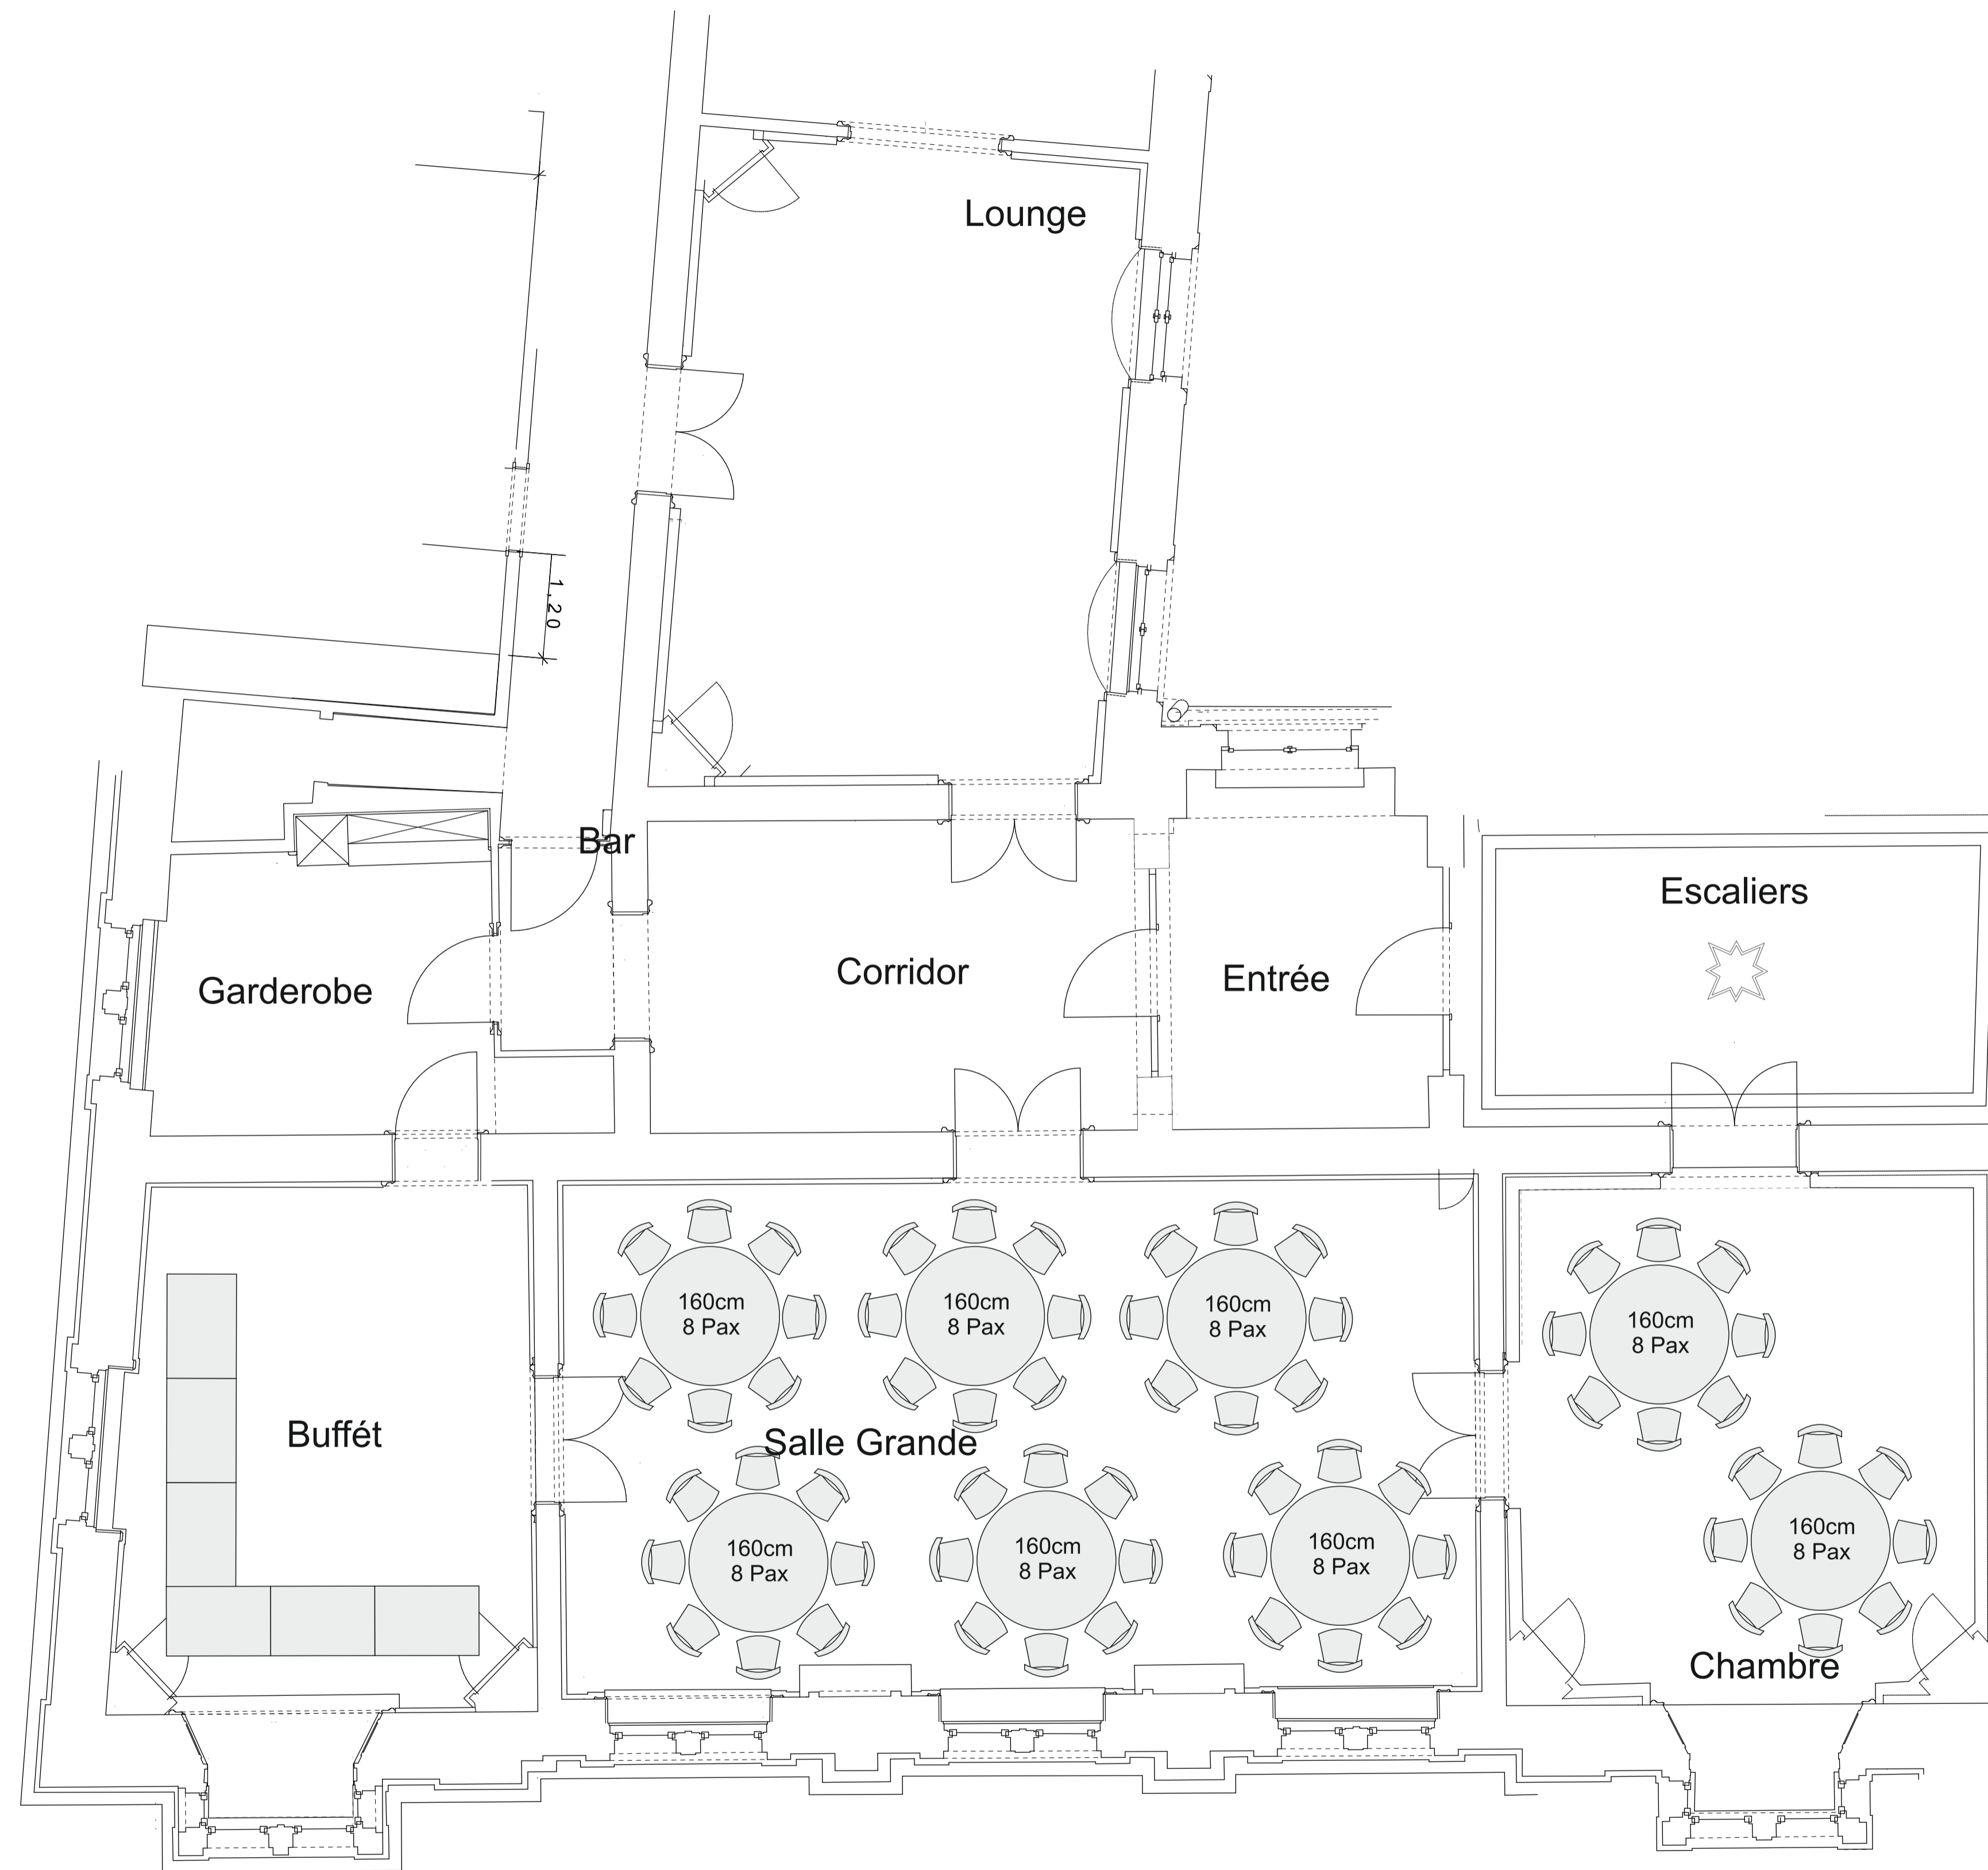 Lounge
1,20
Bar
Escaliers
Garderobe
Corridor
Entrée
160cm
8 Pax
160cm
8 Pax
160cm
8 Pax
160cm
8 Pax
Buffét
Salle Grande
160cm
8 Pax
160cm
8 Pax
160cm
8 Pax
160cm
8 Pax
Chambre